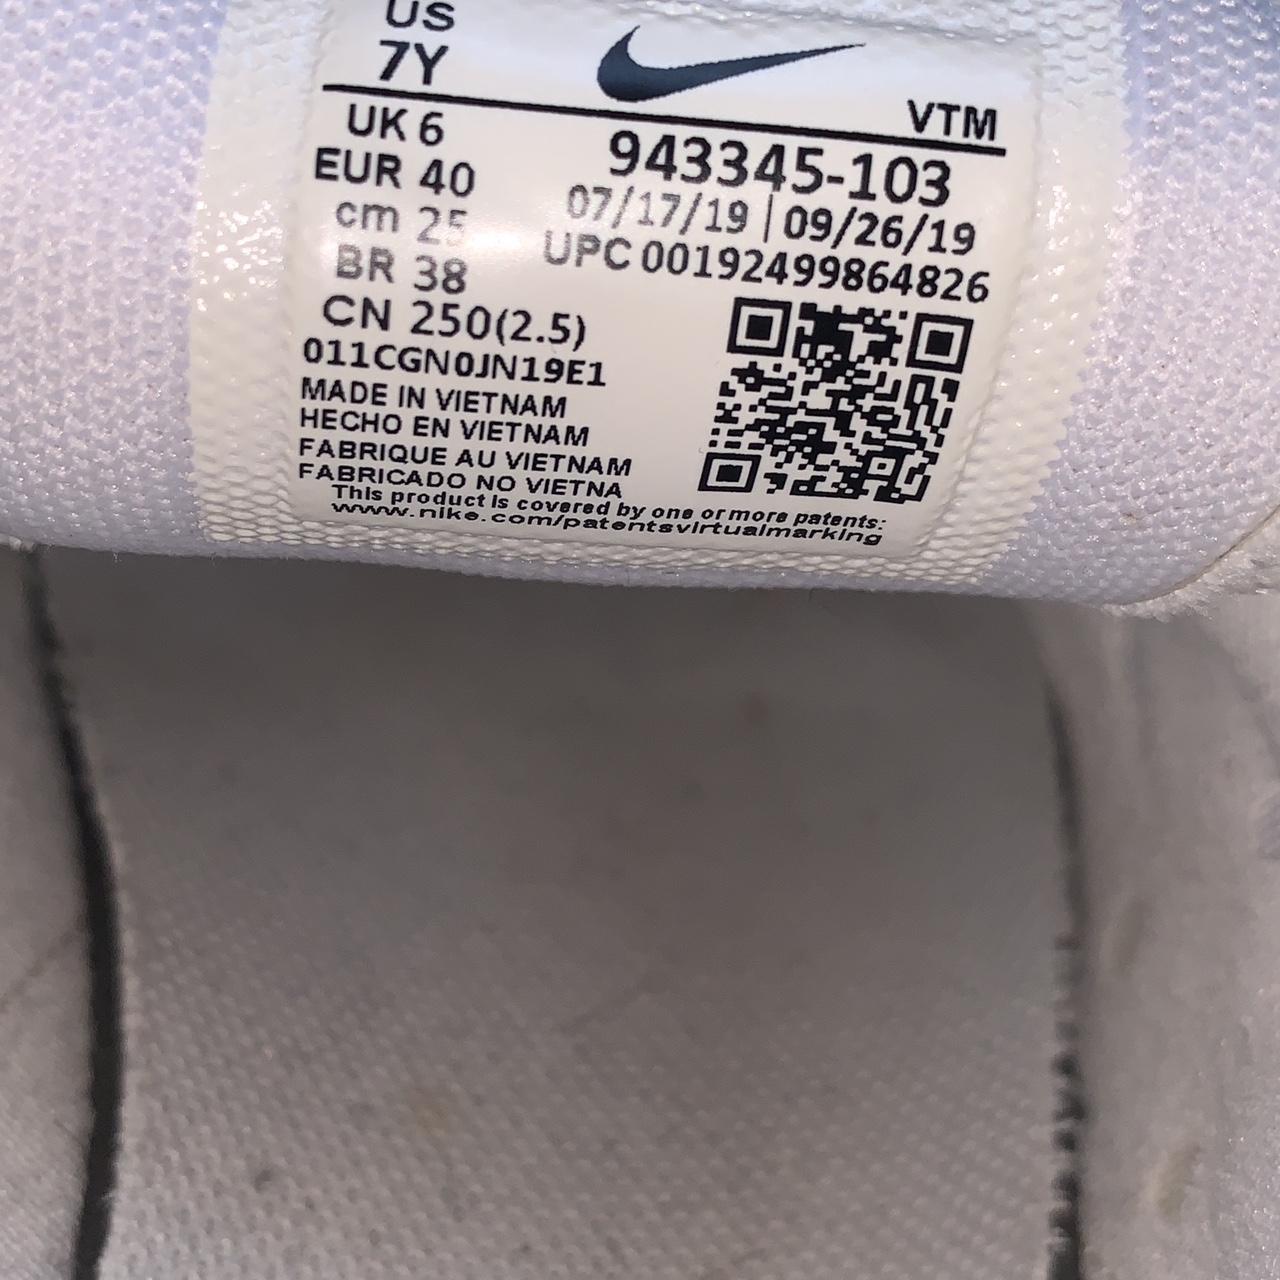 US
7Y
VTM
UK 6
EUR 40
cm 25
BR 38
CN 250(2.5)
943345-103
07/17/19 | 09/26/19
UPC 00192499864826
011CGN0JN19E1
MADE IN VIETNAM
HECHO EN VIETNAM
FABRIQUE AU VIETNAM
FABRICADO NO VIETNA
This product is covered by one or more patents:
www.nike.com/patentsvirtualmarking